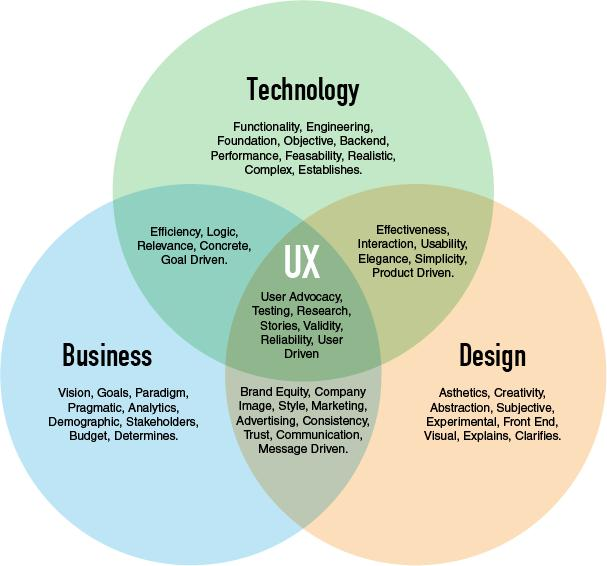 Technology
Functionality, Engineering,
Foundation, Objective, Backend,
Performance, Feasability, Realistic,
Complex, Establishes.
Efficiency, Logic,
Relevance, Concrete,
Goal Driven.
Effectiveness,
Interaction, Usability,
Elegance, Simplicity,
Product Driven.
UX
User Advocacy,
Testing, Research,
Stories, Validity,
Reliability, User
Driven
Business
Vision, Goals, Paradigm,
Pragmatic, Analytics,
Demographic, Stakeholders,
Budget, Determines.
Brand Equity, Company
Image, Style, Marketing,
Advertising, Consistency,
Trust, Communication,
Message Driven.
Design
Asthetics, Creativity,
Abstraction, Subjective,
Experimental, Front End,
Visual, Explains, Clarifies.